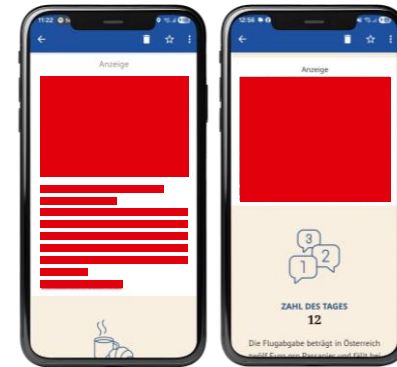 11:22
Anzeige
12:56
Anzeige
3
1
2
ZAHL DES TAGES
12
Die Flugabgabe beträgt in Österreich
zwölf Euro pro Passagier und fällt bei